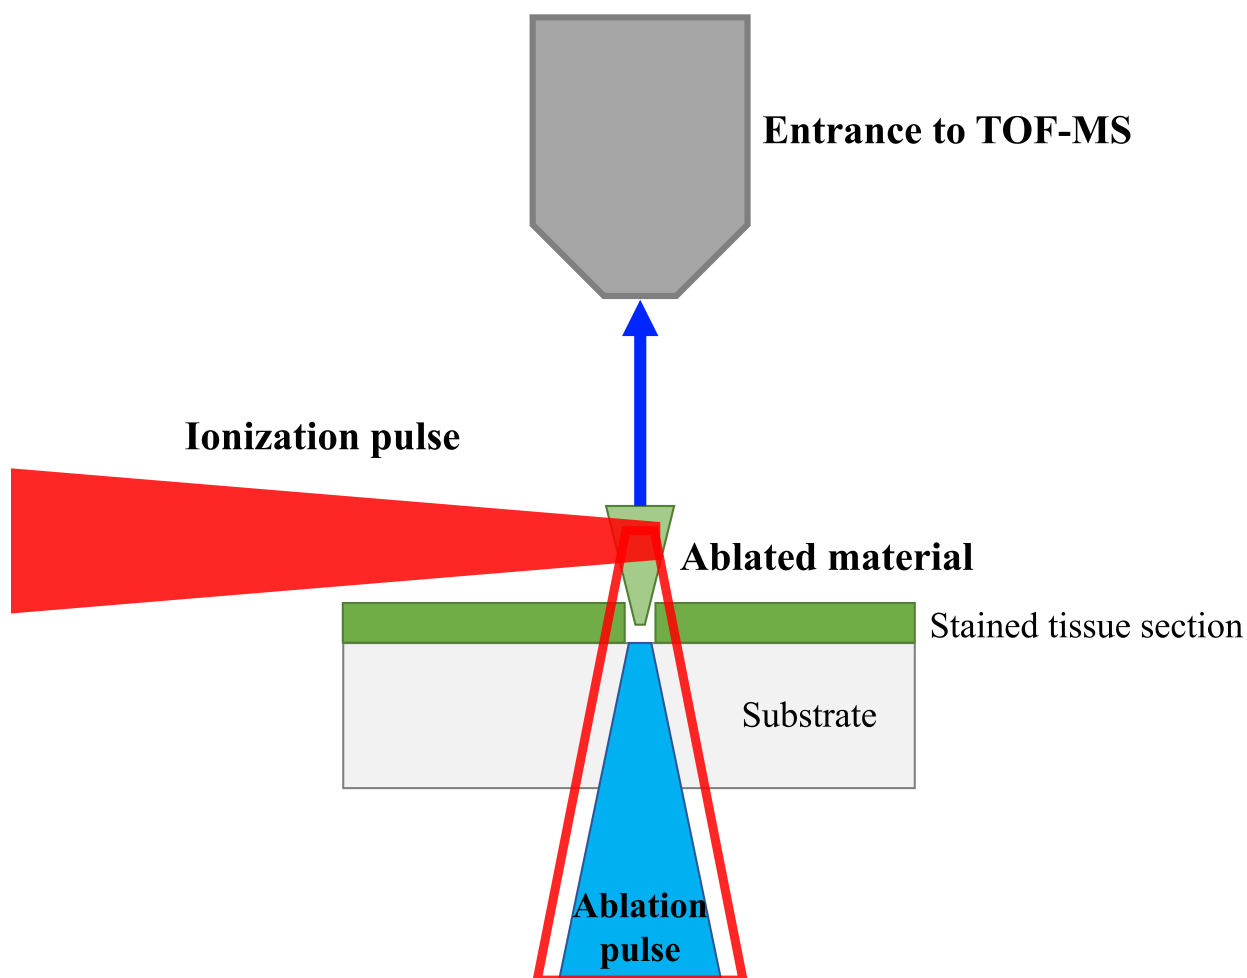 Entrance to TOF-MS
Ionization pulse
Ablated material
Stained tissue section
Substrate
Ablation
pulse